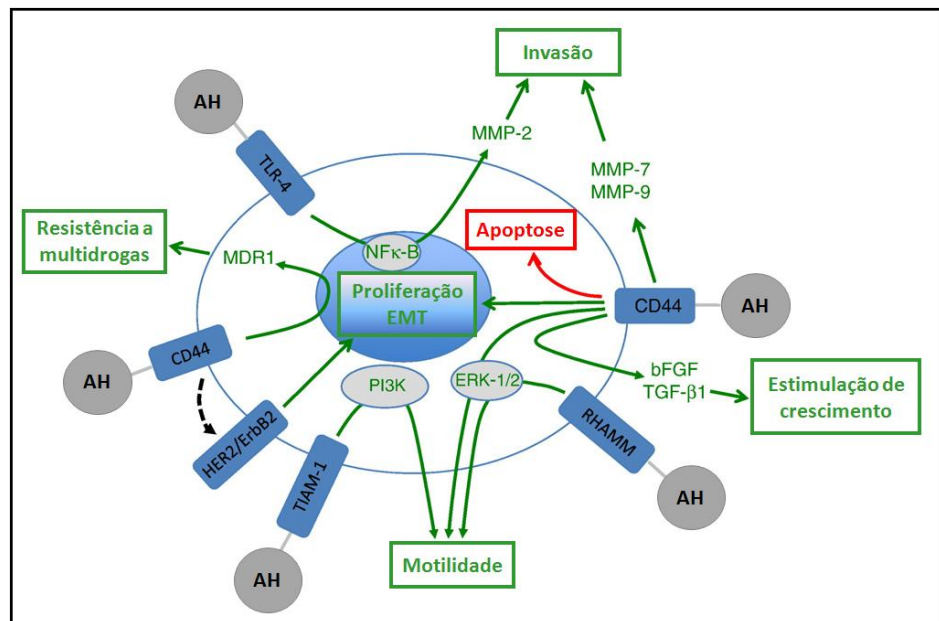 Invasão
AH
MMP-2
TLR-4
MMP-7
MMP-9
Resistência a
multidrogas
MDR1
NFκ-B
Apoptose
Proliferação
EMT
CD44
AH
CD44
AH
PI3K
ERK-1/2
bFGF
TGF-β1
Estimulação de
crescimento
HER2/ErbB2
RHAMM
TIAM-1
AH
AH
Motilidade